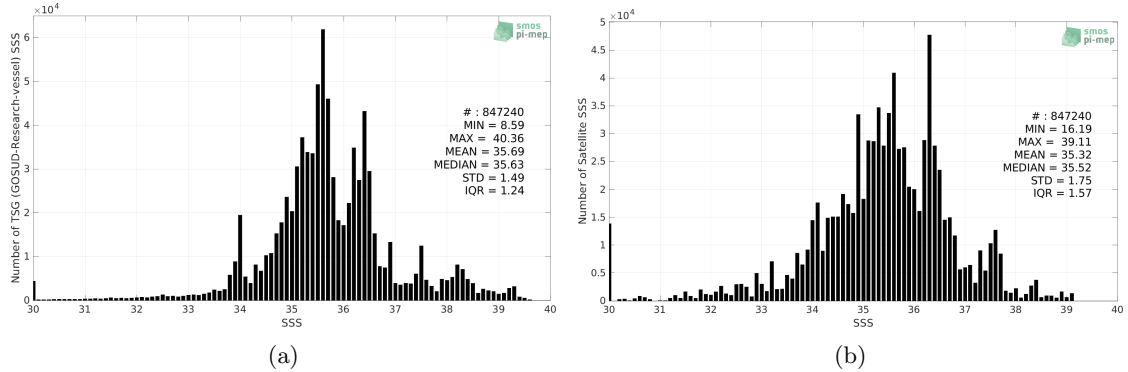 ×10⁴
smos
pi-mep
Number of TSG (GOSUD-Research-vessel) SSS
6
5
4
3
2
1
0
# : 847240
MIN = 8.59
MAX = 40.36
MEAN = 35.69
MEDIAN = 35.63
STD = 1.49
IQR = 1.24
30 31 32 33 34 35 36 37 38 39 40
SSS
(a)
×10⁴
smos
pi-mep
Number of Satellite SSS
5
4.5
4
3.5
3
2.5
2
1.5
1
0.5
0
# : 847240
MIN = 16.19
MAX = 39.11
MEAN = 35.32
MEDIAN = 35.52
STD = 1.75
IQR = 1.57
30 31 32 33 34 35 36 37 38 39 40
SSS
(b)